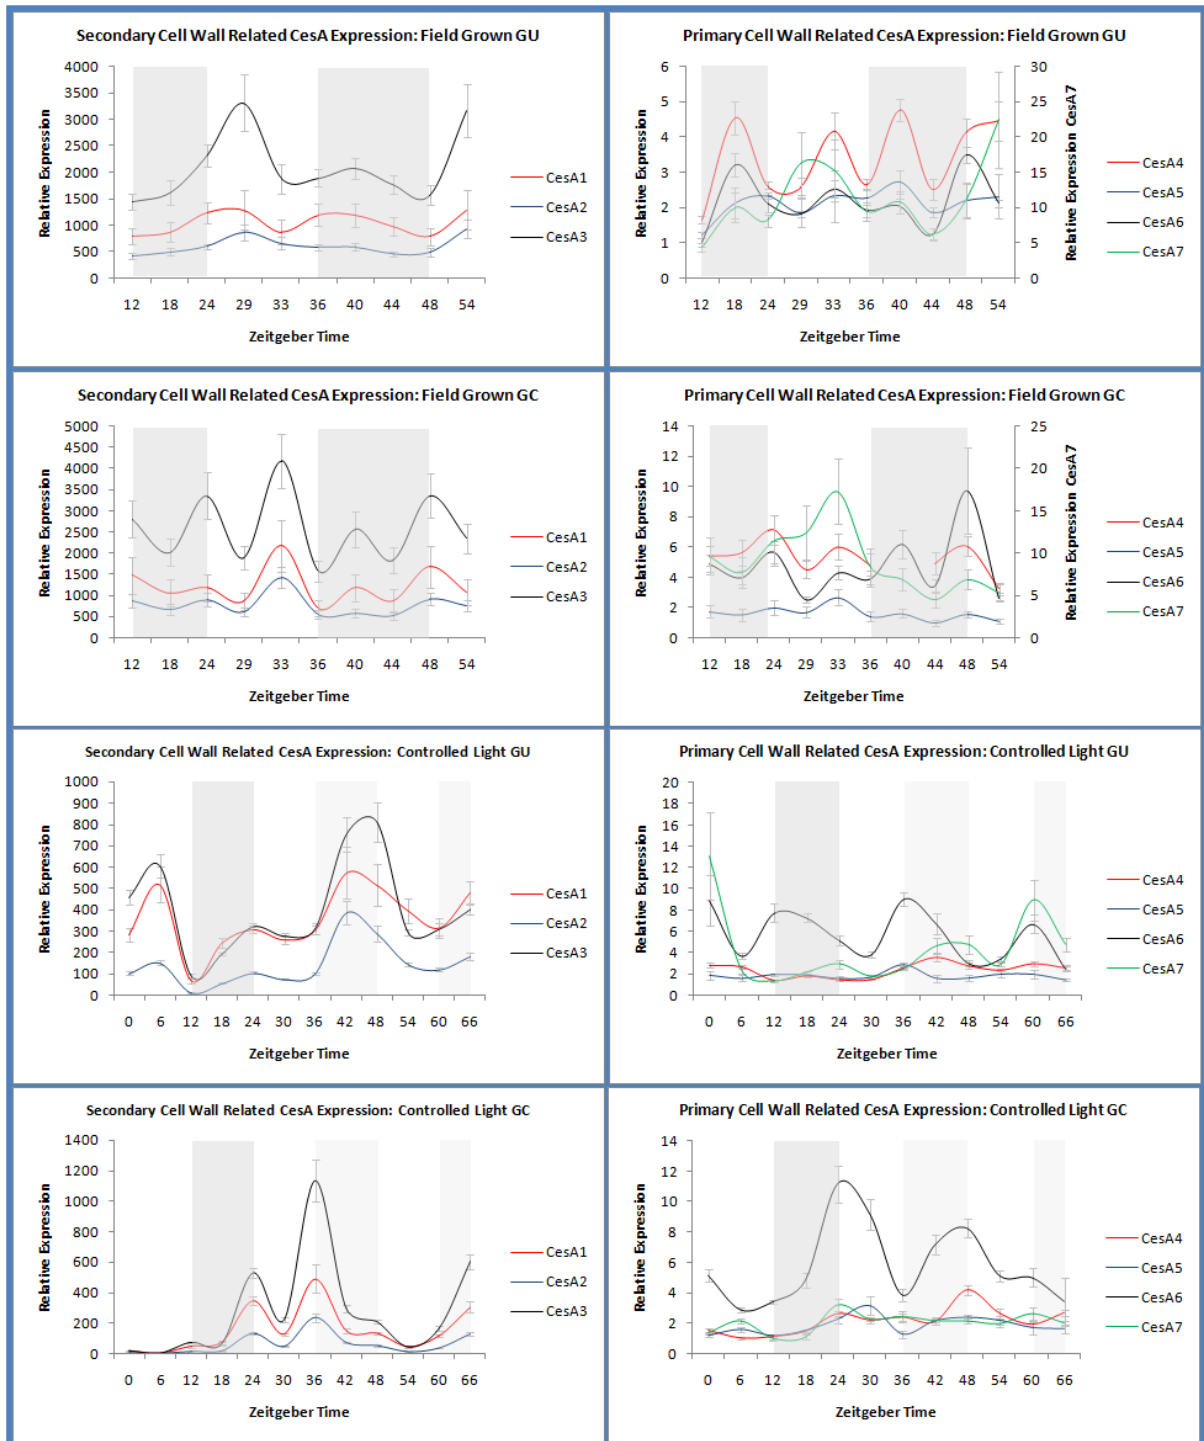 Secondary Cell Wall Related CesA Expression: Field Grown GU
4000
3500
3000
2500
2000
1500
1000
500
0
Relative Expression
12 18 24 29 33 36 40 44 48 54
Zeitgeber Time
CesA1
CesA2
CesA3
Primary Cell Wall Related CesA Expression: Field Grown GU
6
5
4
3
2
1
0
Relative Expression
30
25
20
15
10
5
0
Relative Expression CesA7
12 18 24 29 33 36 40 44 48 54
Zeitgeber Time
CesA4
CesA5
CesA6
CesA7
Secondary Cell Wall Related CesA Expression: Field Grown GC
5000
4500
4000
3500
3000
2500
2000
1500
1000
500
0
Relative Expression
12 18 24 29 33 36 40 44 48 54
Zeitgeber Time
CesA1
CesA2
CesA3
Primary Cell Wall Related CesA Expression: Field Grown GC
14
12
10
8
6
4
2
0
Relative Expression
25
20
15
10
5
0
Relative Expression CesA7
12 18 24 29 33 36 40 44 48 54
Zeitgeber Time
CesA4
CesA5
CesA6
CesA7
Secondary Cell Wall Related CesA Expression: Controlled Light GU
1000
900
800
700
600
500
400
300
200
100
0
Relative Expression
0 6 12 18 24 30 36 42 48 54 60 66
Zeitgeber Time
CesA1
CesA2
CesA3
Primary Cell Wall Related CesA Expression: Controlled Light GU
20
18
16
14
12
10
8
6
4
2
0
Relative Expression
0 6 12 18 24 30 36 42 48 54 60 66
Zeitgeber Time
CesA4
CesA5
CesA6
CesA7
Secondary Cell Wall Related CesA Expression: Controlled Light GC
1400
1200
1000
800
600
400
200
0
Relative Expression
0 6 12 18 24 30 36 42 48 54 60 66
Zeitgeber Time
CesA1
CesA2
CesA3
Primary Cell Wall Related CesA Expression: Controlled Light GC
14
12
10
8
6
4
2
0
Relative Expression
0 6 12 18 24 30 36 42 48 54 60 66
Zeitgeber Time
CesA4
CesA5
CesA6
CesA7